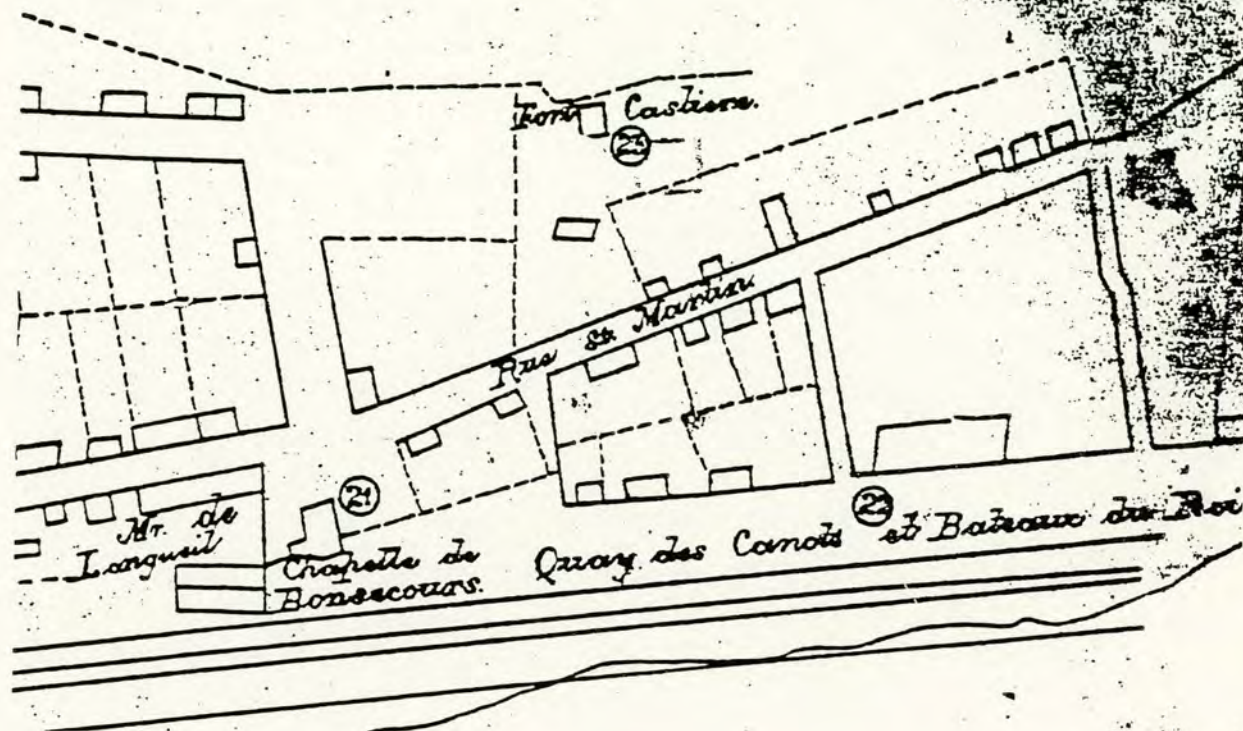 Fort Castiere.
Rue St. Martin.
21
22
Mr. de
Longueil
Chapelle de
Bonsecours.
Quay des Canots et Bateaux du Roi